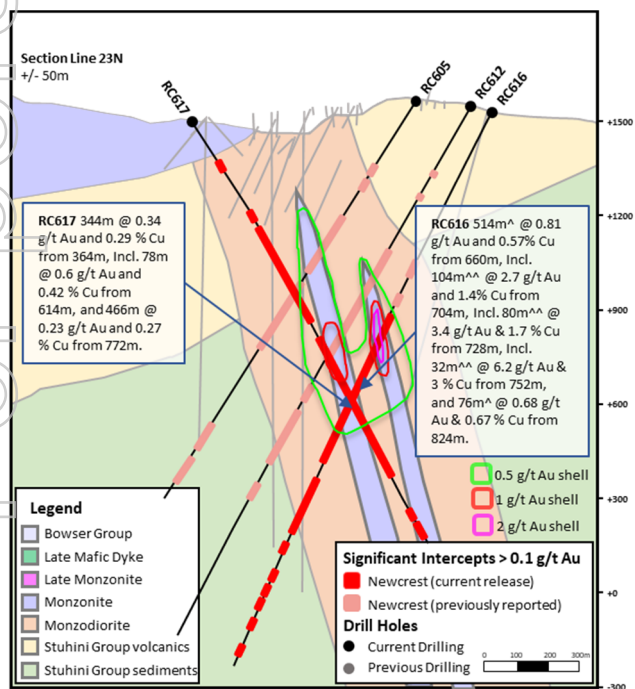 Section Line 23N
+/- 50m
RC617
RC605
RC612
RC616
+1500
+1200
+900
+600
+300
+0
-300
RC617 344m @ 0.34
g/t Au and 0.29 % Cu
from 364m, Incl. 78m
@ 0.6 g/t Au and
0.42 % Cu from
614m, and 466m @
0.23 g/t Au and 0.27
% Cu from 772m.
RC616 514m^ @ 0.81
g/t Au and 0.57% Cu
from 660m, Incl.
104m^^ @ 2.7 g/t Au
and 1.4% Cu from
704m, Incl. 80m^^ @
3.4 g/t Au & 1.7 % Cu
from 728m, Incl.
32m^^ @ 6.2 g/t Au &
3 % Cu from 752m,
and 76m^ @ 0.68 g/t
Au & 0.67 % Cu from
824m.
0.5 g/t Au shell
1 g/t Au shell
2 g/t Au shell
Legend
Bowser Group
Late Mafic Dyke
Late Monzonite
Monzonite
Monzodiorite
Stuhini Group volcanics
Stuhini Group sediments
Significant Intercepts > 0.1 g/t Au
Newcrest (current release)
Newcrest (previously reported)
Drill Holes
Current Drilling
Previous Drilling
0 100 200 300m